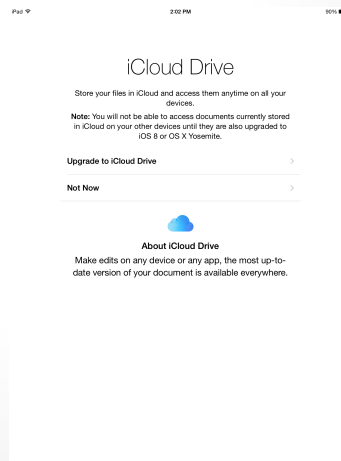 iPad 2:02 PM 90%
iCloud Drive
Store your files in iCloud and access them anytime on all your
devices.
Note: You will not be able to access documents currently stored
in iCloud on your other devices until they are also upgraded to
iOS 8 or OS X Yosemite.
Upgrade to iCloud Drive
Not Now
About iCloud Drive
Make edits on any device or any app, the most up-to-
date version of your document is available everywhere.